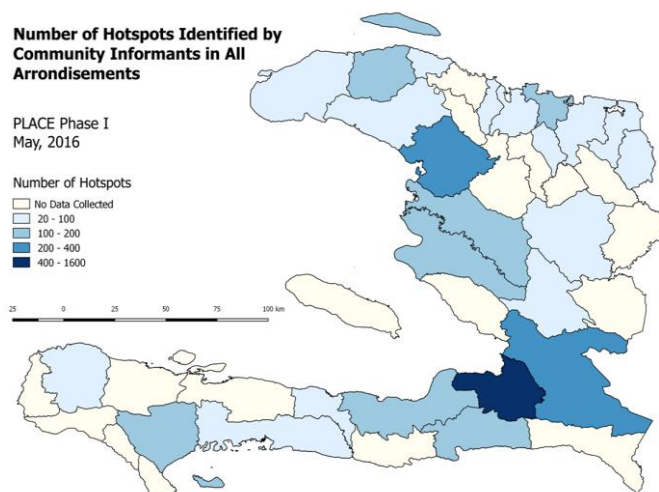 Number of Hotspots Identified by
Community Informants in All
Arrondisements
PLACE Phase I
May, 2016
Number of Hotspots
No Data Collected
20 - 100
100 - 200
200 - 400
400 - 1600
25 0 25 50 75 100 km